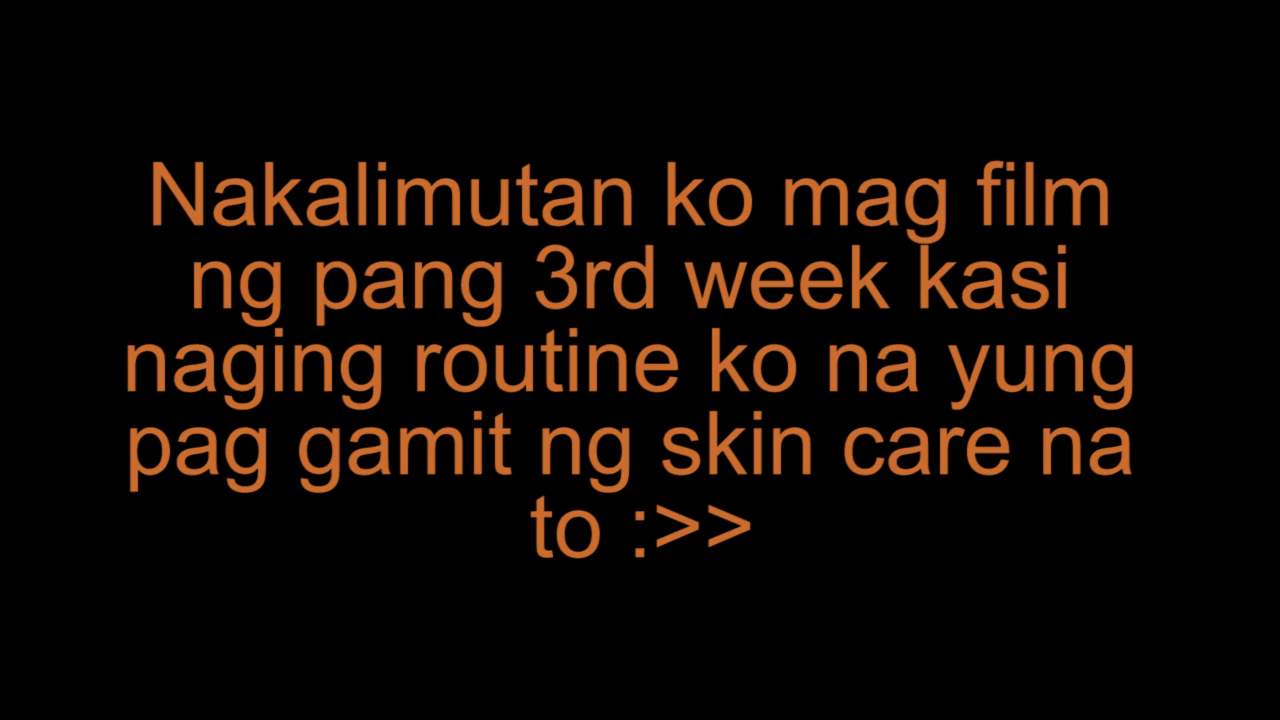 Nakalimutan ko mag film
ng pang 3rd week kasi
naging routine ko na yung
pag gamit ng skin care na
to :>>